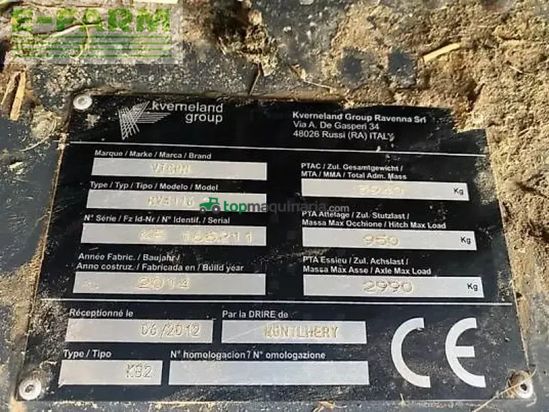 E-FARM
kverneland
group
Kverneland Group Ravenna Srl
Via A. De Gasperi 34
48026 Russi (RA) ITALY
Marque / Marke / Marca / Brand
VICON
PTAC / Zul. Gesamtgewicht /
MTA / MMA / Total Adm. Mass
Kg
Type / Typ / Tipo / Modelo / Model
topmaquinaria.com
N° Série / Fz Id-Nr / N° Identif. / Serial
PTA Attelage / Zul. Stutzlast /
Massa Max Occhione / Hitch Max Load
950 Kg
Année Fabric. / Baujahr/
Anno costruz. / Fabricada en / Build year
PTA Essieu / Zul. Achslast /
Massa Max Asse / Axle Max Load
2990 Kg
Réceptionné le
06/2012
Par la DRIRE de
MONTLHERY
CE
Type / Tipo
K92
N° homologacion / N° omologazione